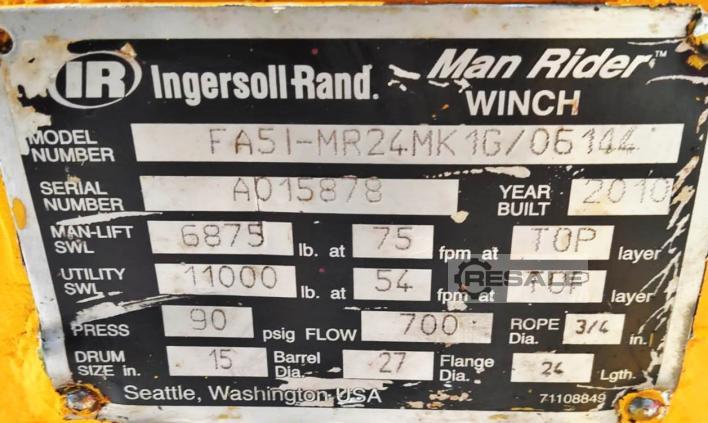 IR Ingersoll-Rand. Man Rider™
WINCH
MODEL NUMBER FA5I-MR24MK1G/06144
SERIAL NUMBER A015878 YEAR BUILT 2010
MAN-LIFT SWL 6875 lb. at 75 fpm at TOP layer
UTILITY SWL 11000 lb. at 54 fpm at TOP layer
RESALIP
PRESS 90 psig FLOW 700 ROPE Dia. 3/4 in.
DRUM SIZE in. 15 Barrel Dia. 27 Flange Dia. 24 Lgth.
Seattle, Washington USA 71108849